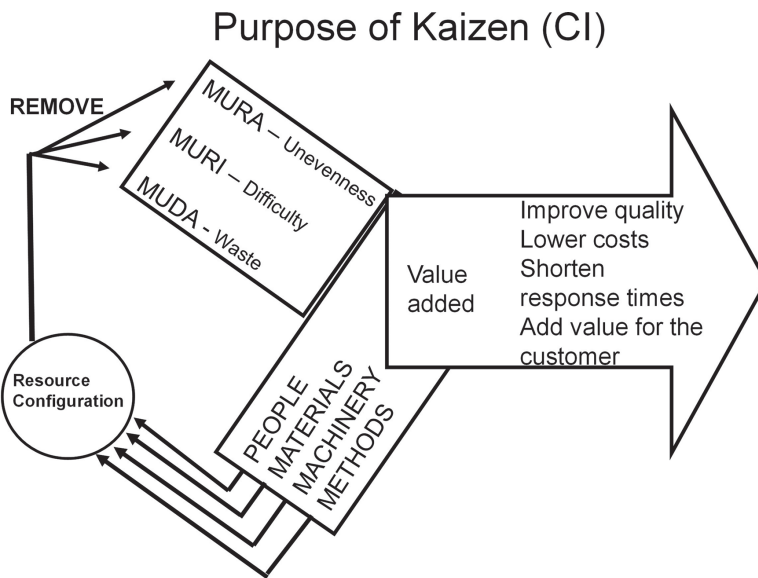 Purpose of Kaizen (CI)
REMOVE
MURA – Unevenness
MURI – Difficulty
MUDA - Waste
Value
added
Improve quality
Lower costs
Shorten
response times
Add value for the
customer
Resource
Configuration
PEOPLE
MATERIALS
MACHINERY
METHODS